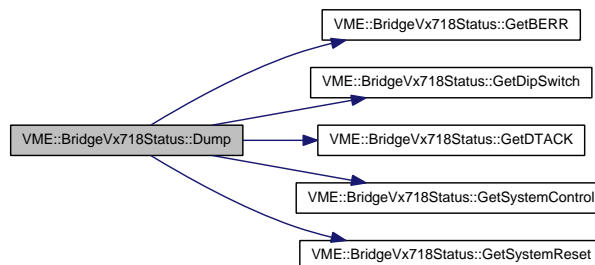 VME::BridgeVx718Status::GetBERR
VME::BridgeVx718Status::GetDipSwitch
VME::BridgeVx718Status::Dump
VME::BridgeVx718Status::GetDTACK
VME::BridgeVx718Status::GetSystemControl
VME::BridgeVx718Status::GetSystemReset